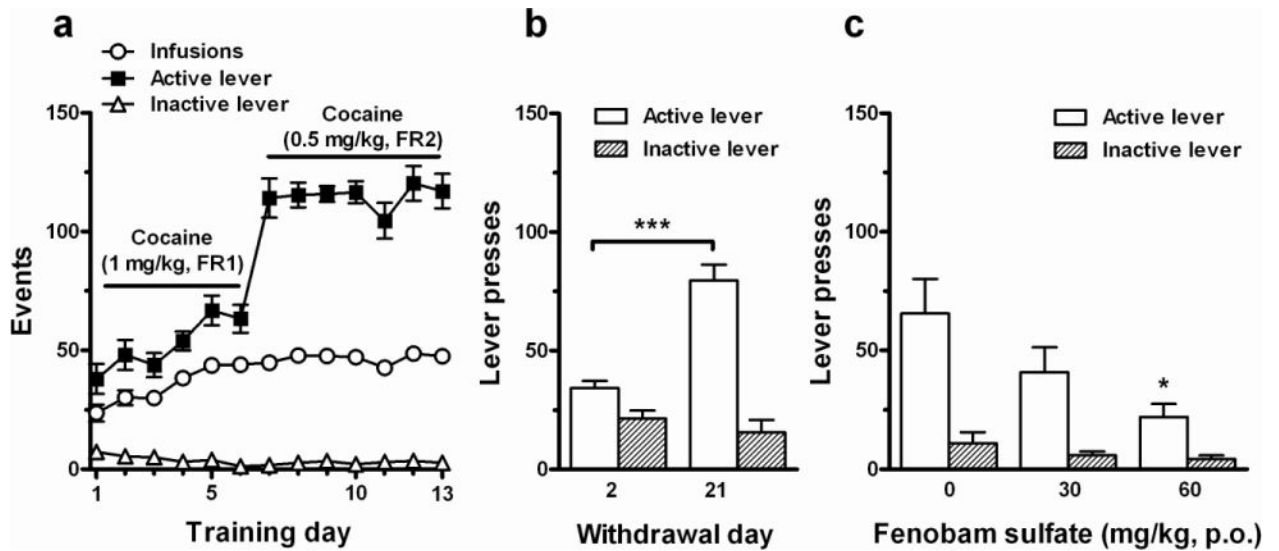 a
Infusions
Active lever
Inactive lever
150
100
50
0
Events
Cocaine
(1 mg/kg, FR1)
Cocaine
(0.5 mg/kg, FR2)
1
5
10
13
Training day
b
Active lever
Inactive lever
150
100
50
0
Lever presses
***
2
21
Withdrawal day
c
Active lever
Inactive lever
150
100
50
0
Lever presses
*
0
30
60
Fenobam sulfate (mg/kg, p.o.)